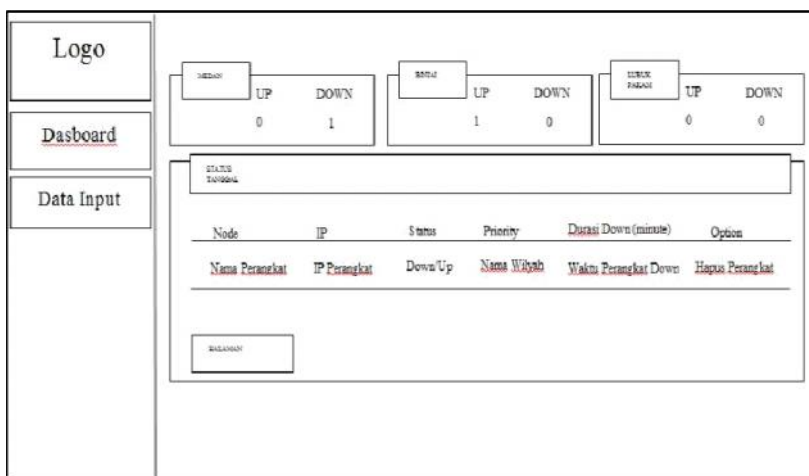 Logo
Dasboard
Data Input
MEDAN
UP DOWN
0 1
BINJAI
UP DOWN
1 0
LUBUK
PAKAM
UP DOWN
0 0
STATUS
TANGGAL
Node IP Status Priority Durasi Down (minute) Option
Nama Perangkat IP Perangkat Down/Up Nama Wilyah Waktu Perangkat Down Hapus Perangkat
HALAMAN